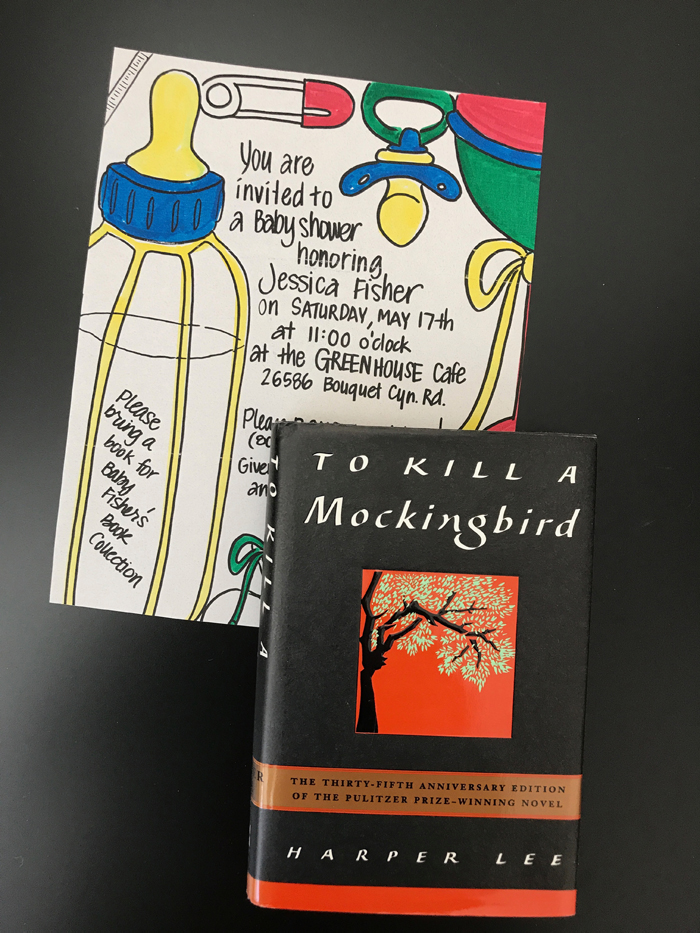 You are
invited to
a Baby shower
honoring
Jessica Fisher
on SATURDAY, MAY 17th
at 11:00 o'clock
at the GREENHOUSE Cafe
26586 Bouquet Cyn. Rd.
Please
bring a
book for
Baby
Fisher's
Book
Collection
TO KILL A
TO KILL A
Mockingbird
THE THIRTY-FIFTH ANNIVERSARY EDITION
OF THE PULITZER PRIZE-WINNING NOVEL
HARPER LEE